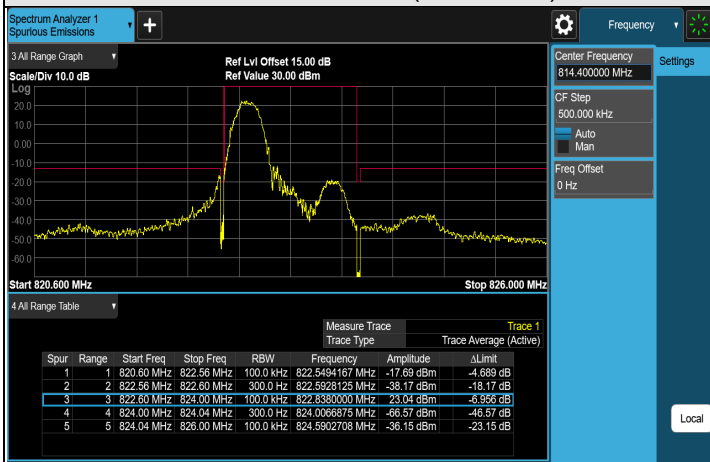 Spectrum Analyzer 1
Spurious Emissions
Frequency
3 All Range Graph
Ref Lvl Offset 15.00 dB
Scale/Div 10.0 dB
Ref Value 30.00 dBm
Log
20.0
10.0
0.00
-10.0
-20.0
-30.0
-40.0
-50.0
-60.0
Start 820.600 MHz
Stop 826.000 MHz
4 All Range Table
Measure Trace Trace 1
Trace Type Trace Average (Active)
Spur Range Start Freq Stop Freq RBW Frequency Amplitude ΔLimit
1 1 820.60 MHz 822.56 MHz 100.0 kHz 822.5494167 MHz -17.69 dBm -4.689 dB
2 2 822.56 MHz 822.60 MHz 300.0 Hz 822.5928125 MHz -38.17 dBm -18.17 dB
3 3 822.60 MHz 824.00 MHz 100.0 kHz 822.8380000 MHz 23.04 dBm -6.956 dB
4 4 824.00 MHz 824.04 MHz 300.0 Hz 824.0066875 MHz -66.57 dBm -46.57 dB
5 5 824.04 MHz 826.00 MHz 100.0 kHz 824.5902708 MHz -36.15 dBm -23.15 dB
Center Frequency
814.400000 MHz
Settings
CF Step
500.000 kHz
Auto
Man
Freq Offset
0 Hz
Local